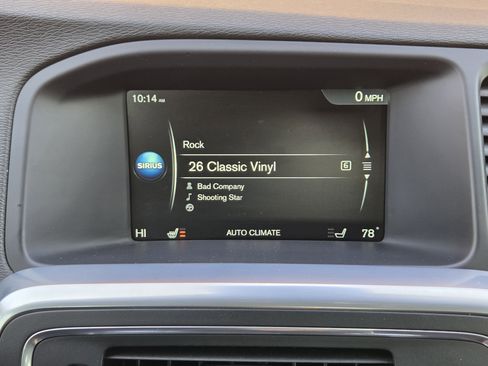 10:14 AM
0 MPH
Rock
SIRIUS
26 Classic Vinyl
6
Bad Company
Shooting Star
HI
AUTO CLIMATE
78°